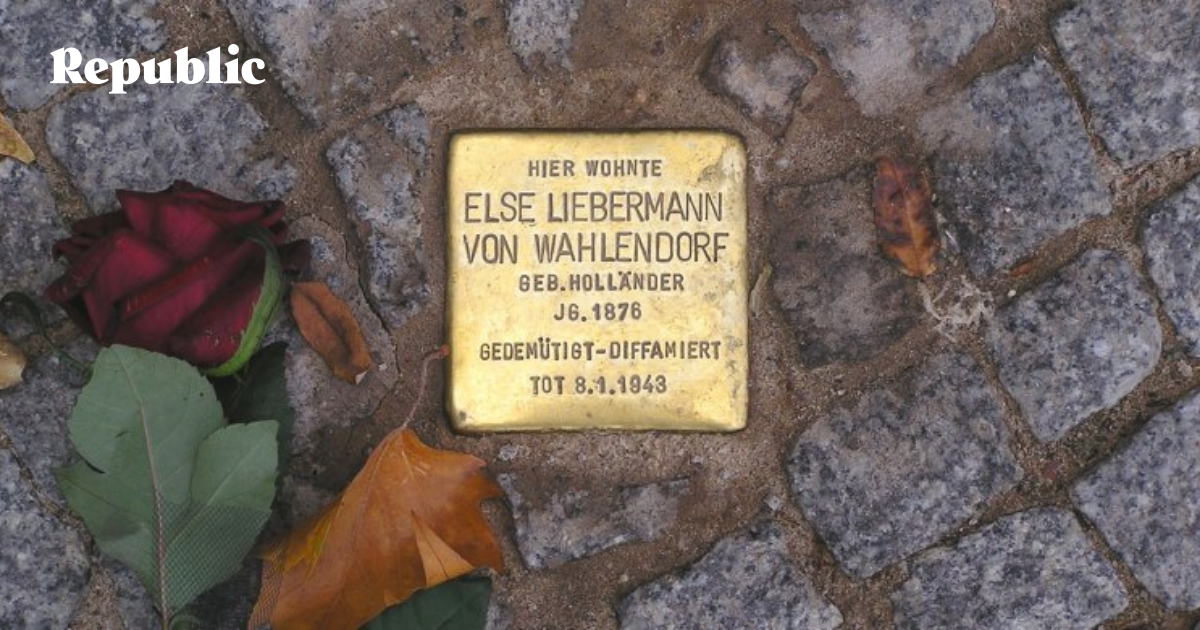 Republic
HIER WOHNTE
ELSE LIEBERMANN
VON WAHLENDORF
GEB.HOLLÄNDER
JG.1876
GEDEMÜTIGT-DIFFAMIERT
TOT 8.1.1943